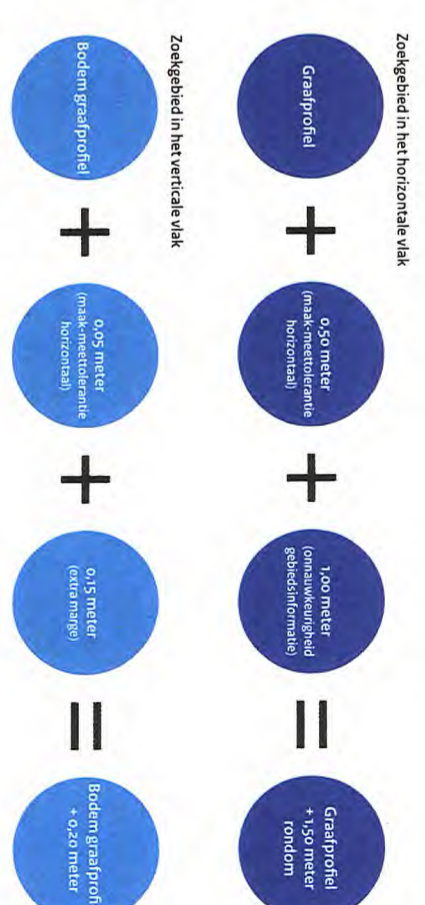 Zoekgebied in het horizontale vlak
Graafprofiel
+
0,50 meter
(maak-meettolerantie
horizontaal)
+
1,00 meter
(onnauwkeurigheid
gebiedsinformatie)
=
Graafprofiel
+ 1,50 meter
rondom
Zoekgebied in het verticale vlak
Bodem graafprofiel
+
0,05 meter
(maak-meettolerantie
horizontaal)
+
0,15 meter
(extra marge)
=
Bodem graafprofi
+ 0,20 meter